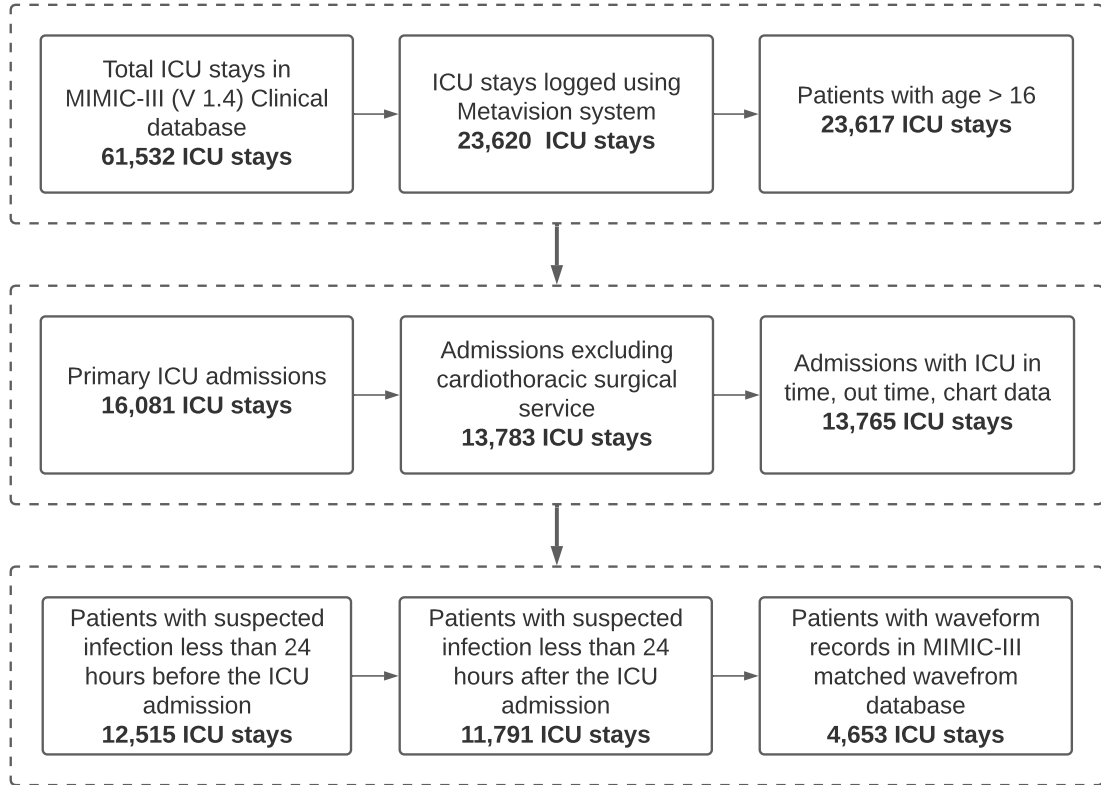 Total ICU stays in
MIMIC-III (V 1.4) Clinical
database
61,532 ICU stays
ICU stays logged using
Metavision system
23,620 ICU stays
Patients with age > 16
23,617 ICU stays
Primary ICU admissions
16,081 ICU stays
Admissions excluding
cardiothoracic surgical
service
13,783 ICU stays
Admissions with ICU in
time, out time, chart data
13,765 ICU stays
Patients with suspected
infection less than 24
hours before the ICU
admission
12,515 ICU stays
Patients with suspected
infection less than 24
hours after the ICU
admission
11,791 ICU stays
Patients with waveform
records in MIMIC-III
matched wavefrom
database
4,653 ICU stays